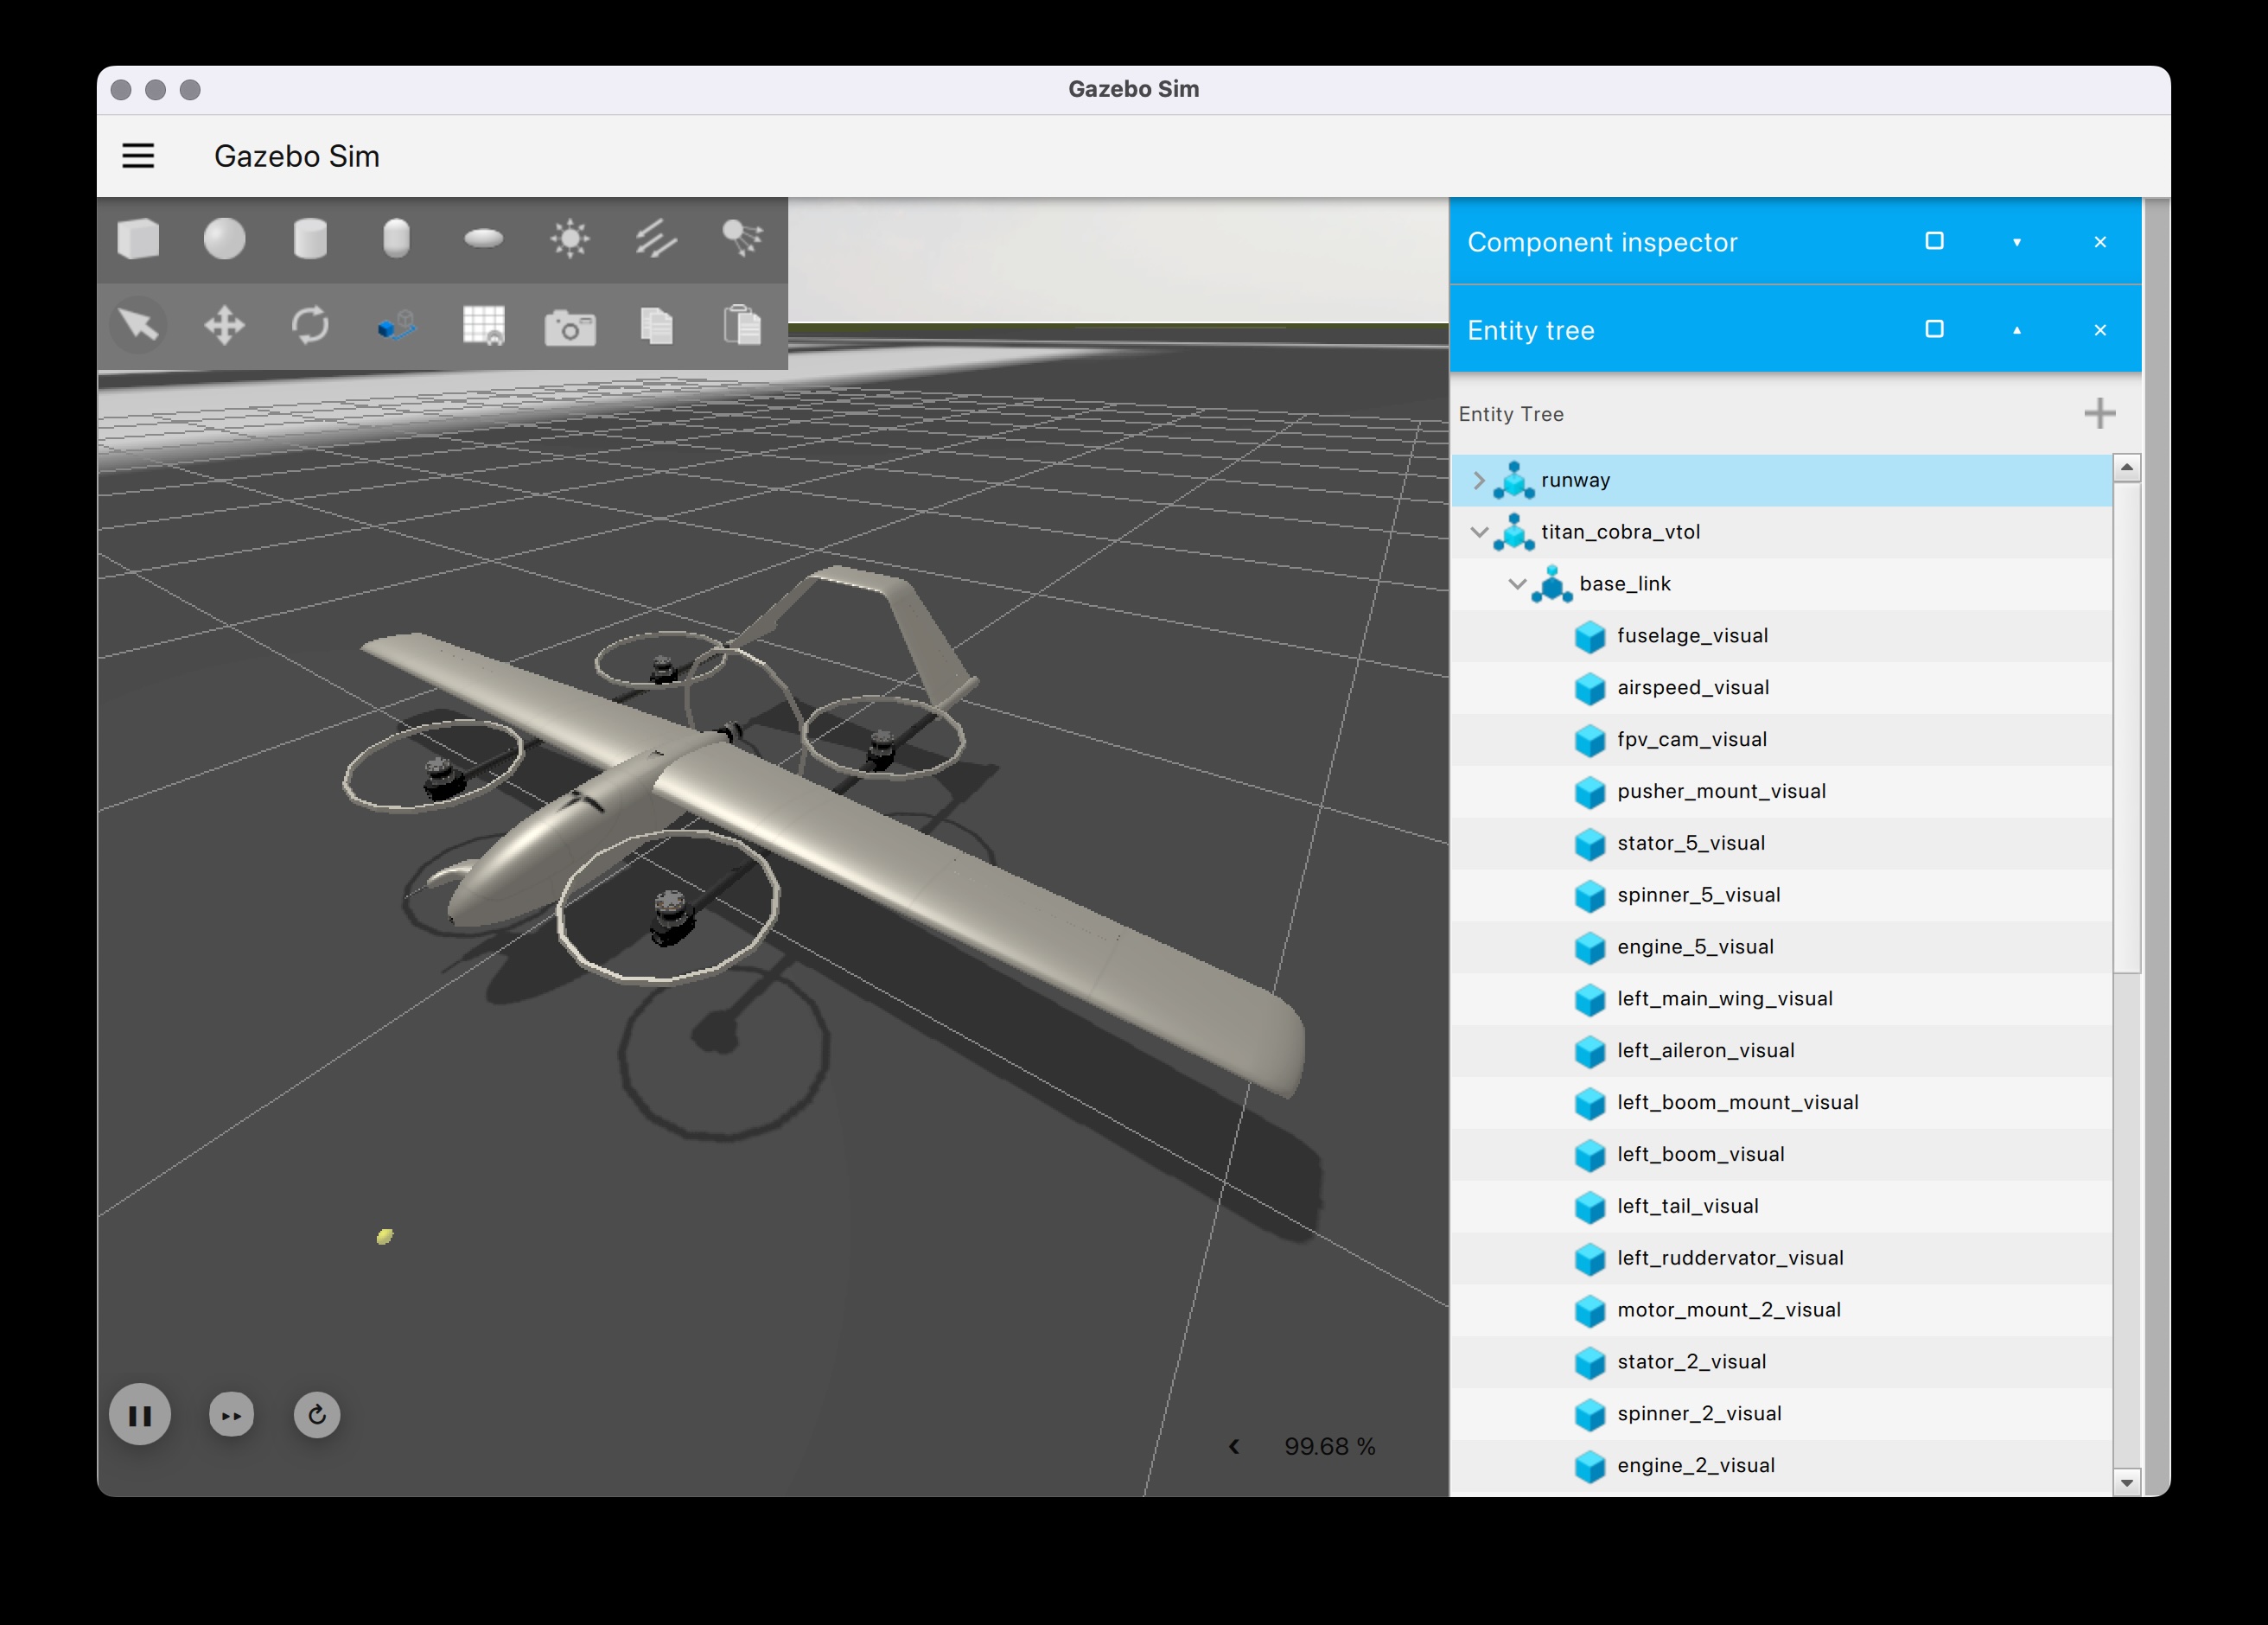 Gazebo Sim
Gazebo Sim
Component inspector
Entity tree
Entity Tree
runway
titan_cobra_vtol
base_link
fuselage_visual
airspeed_visual
fpv_cam_visual
pusher_mount_visual
stator_5_visual
spinner_5_visual
engine_5_visual
left_main_wing_visual
left_aileron_visual
left_boom_mount_visual
left_boom_visual
left_tail_visual
left_ruddervator_visual
motor_mount_2_visual
stator_2_visual
spinner_2_visual
engine_2_visual
99.68 %